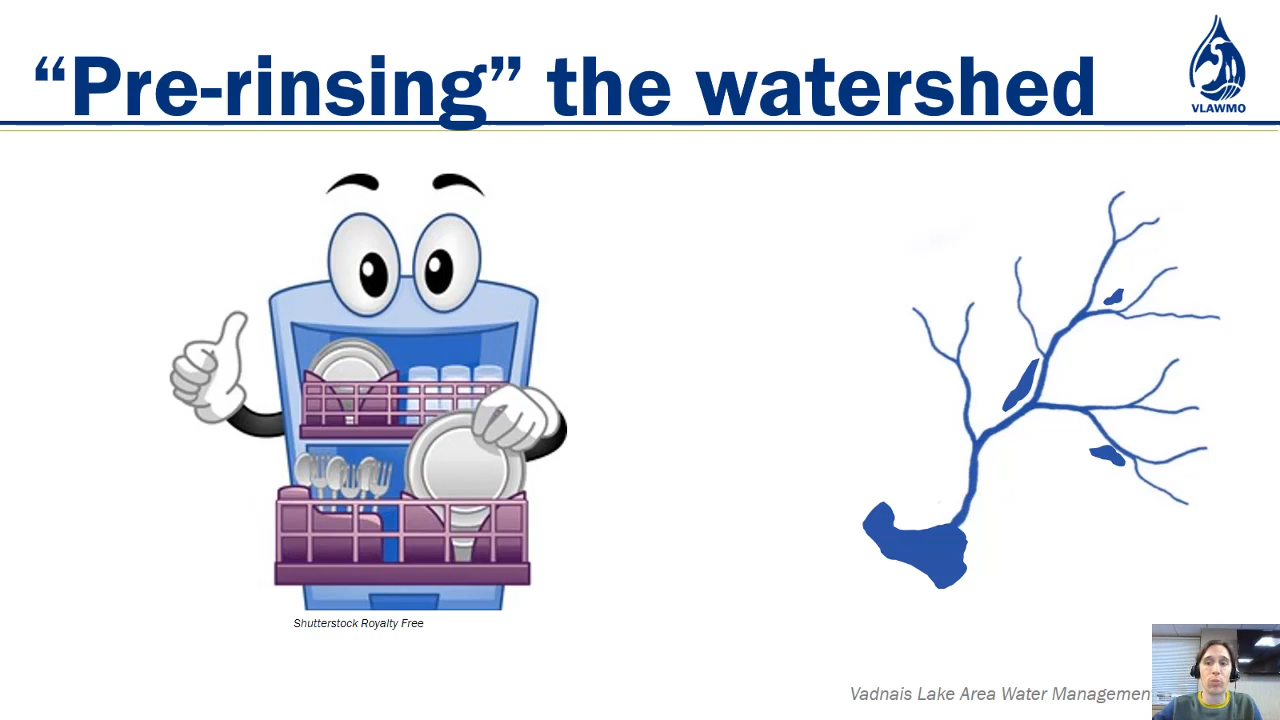 “Pre-rinsing” the watershed
VLAWMO
Shutterstock Royalty Free
Vadnais Lake Area Water Managemen